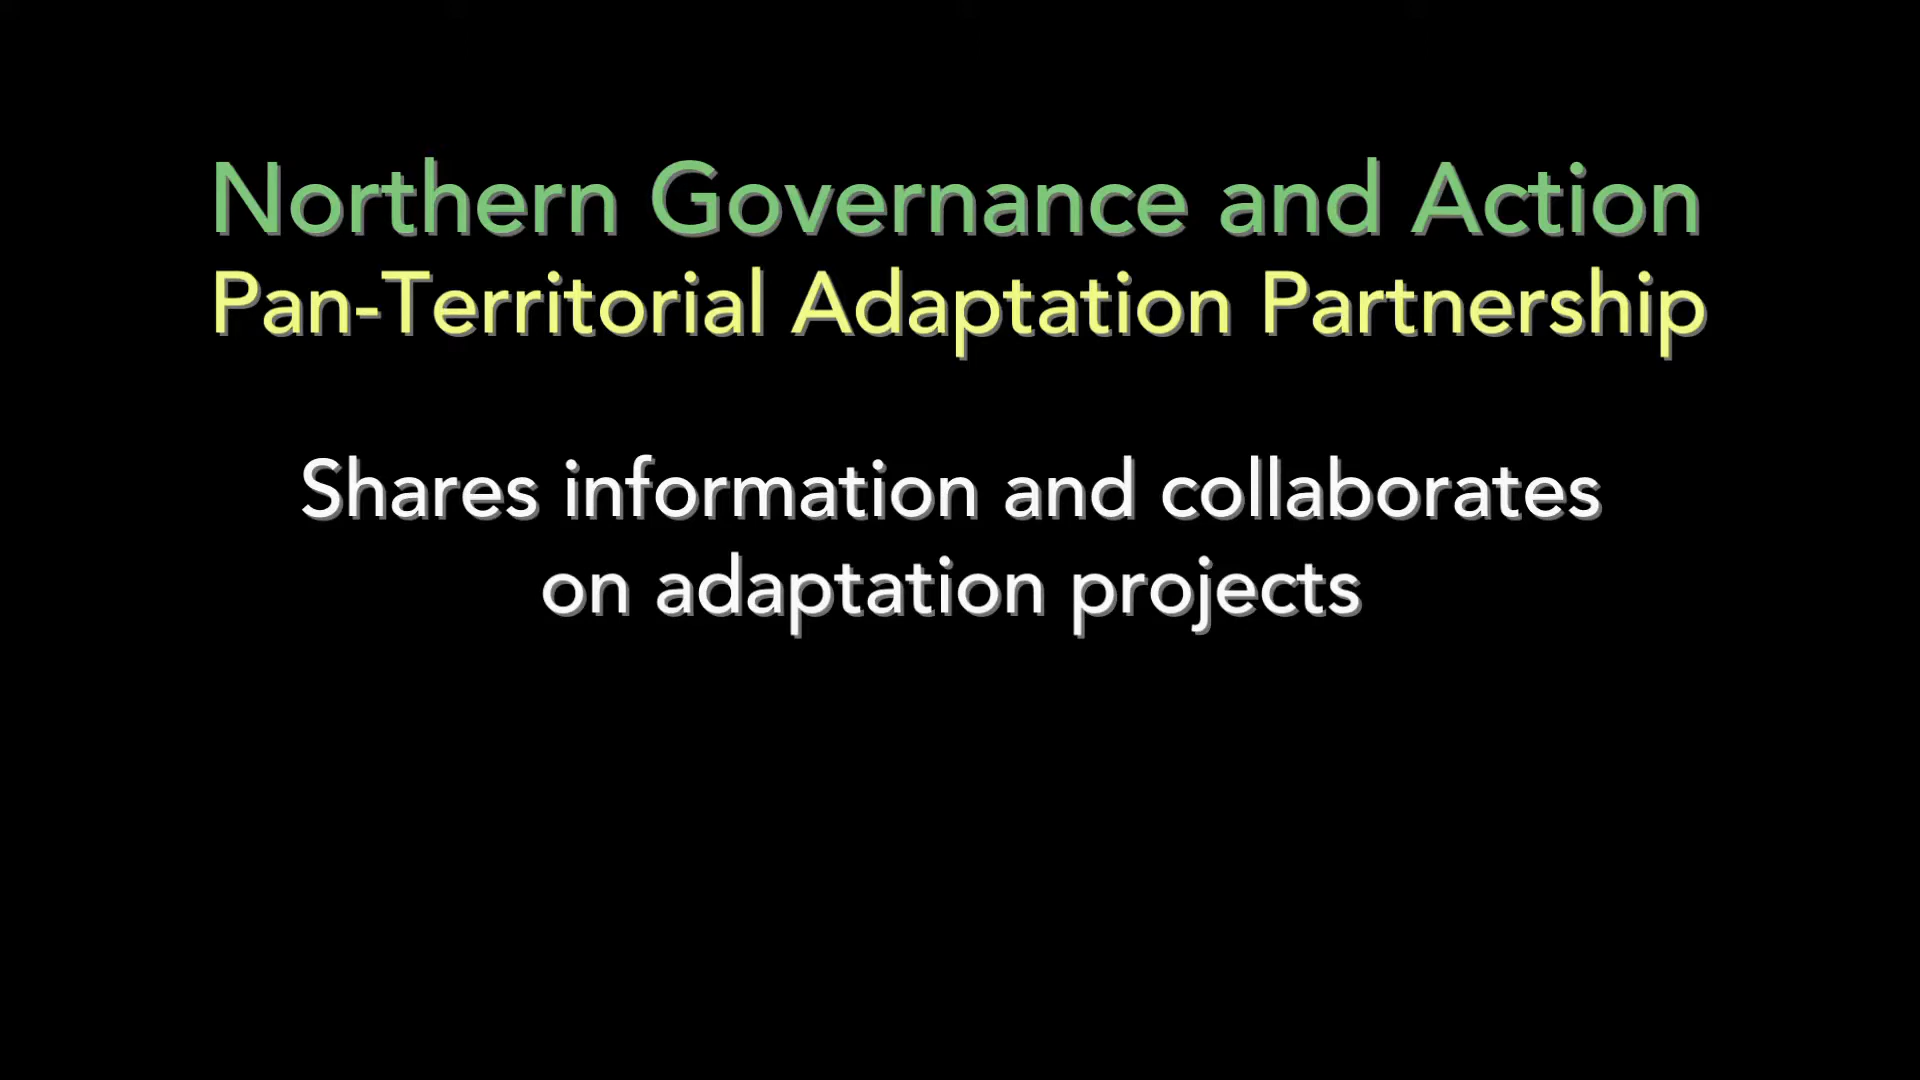 Northern Governance and Action
Pan-Territorial Adaptation Partnership
Shares information and collaborates
on adaptation projects